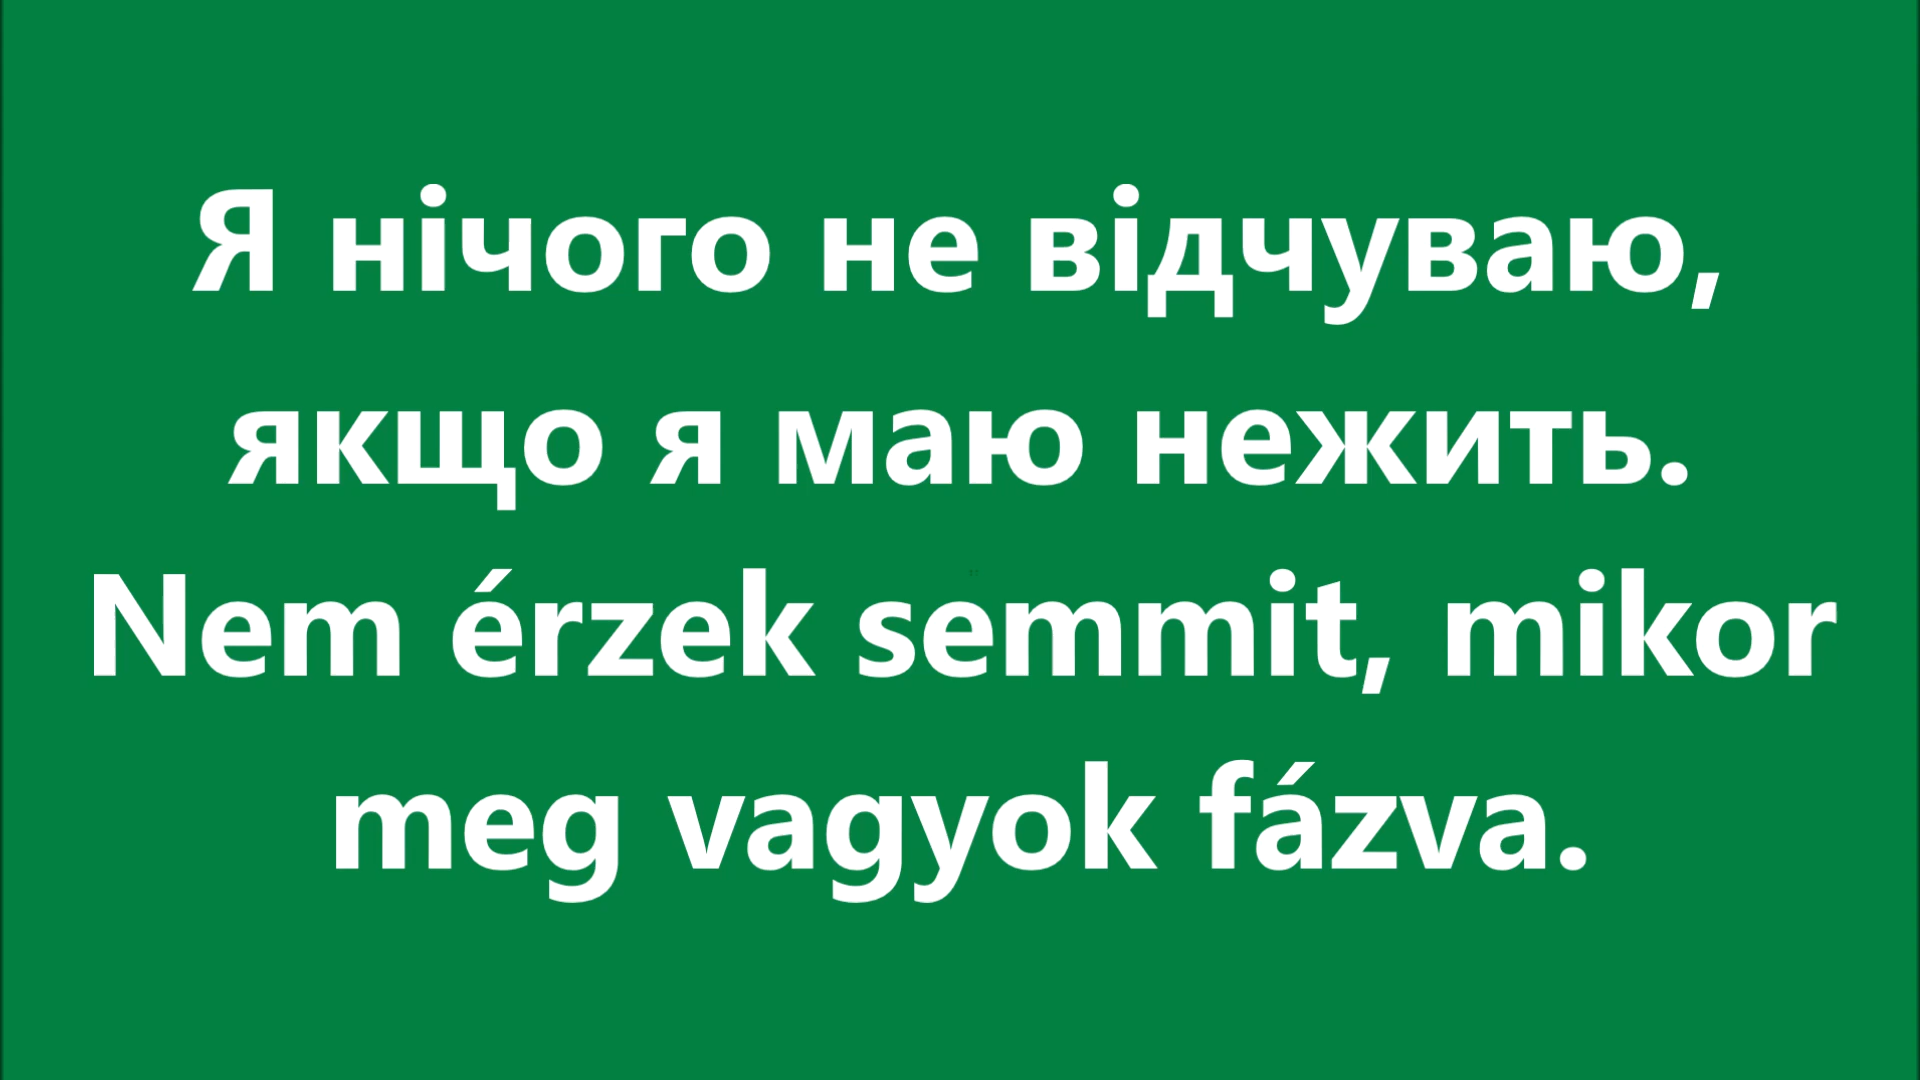 Я нічого не відчуваю,
якщо я маю нежить.
Nem érzek semmit, mikor
meg vagyok fázva.